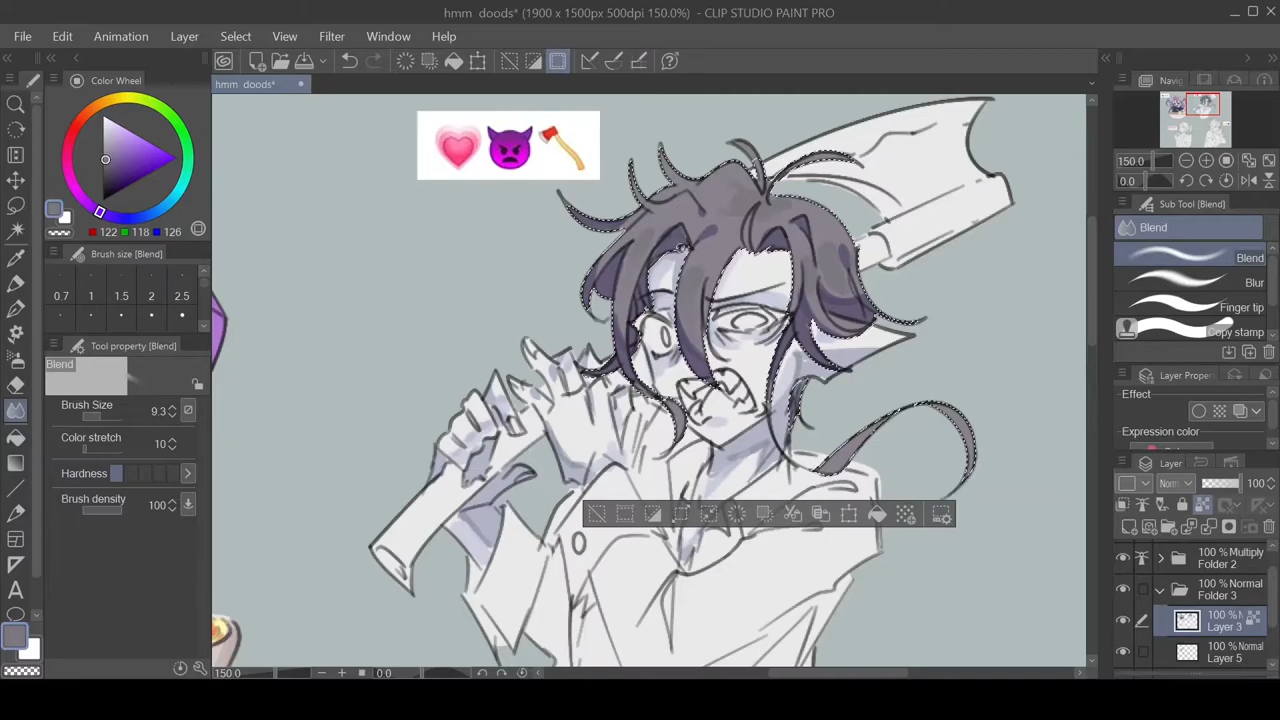 hmm doods* (1900 x 1500px 500dpi 150.0%) - CLIP STUDIO PAINT PRO
File Edit Animation Layer Select View Filter Window Help
hmm doods*
Color Wheel
122 118 126
Brush size [Blend]
0.7 1 1.5 2 2.5
Tool property [Blend]
Blend
Brush Size 9.3
Color stretch 10
Hardness
Brush density 100
150.0 0.0
Navig
150.0
0.0
Sub Tool [Blend]
Blend
Blend
Blur
Finger tip
Copy stamp
Layer Proper
Effect
Expression color
Layer
Norm 100
100 % Multiply
Folder 2
100 % Normal
Folder 3
100 %
Layer 3
100 % Normal
Layer 5